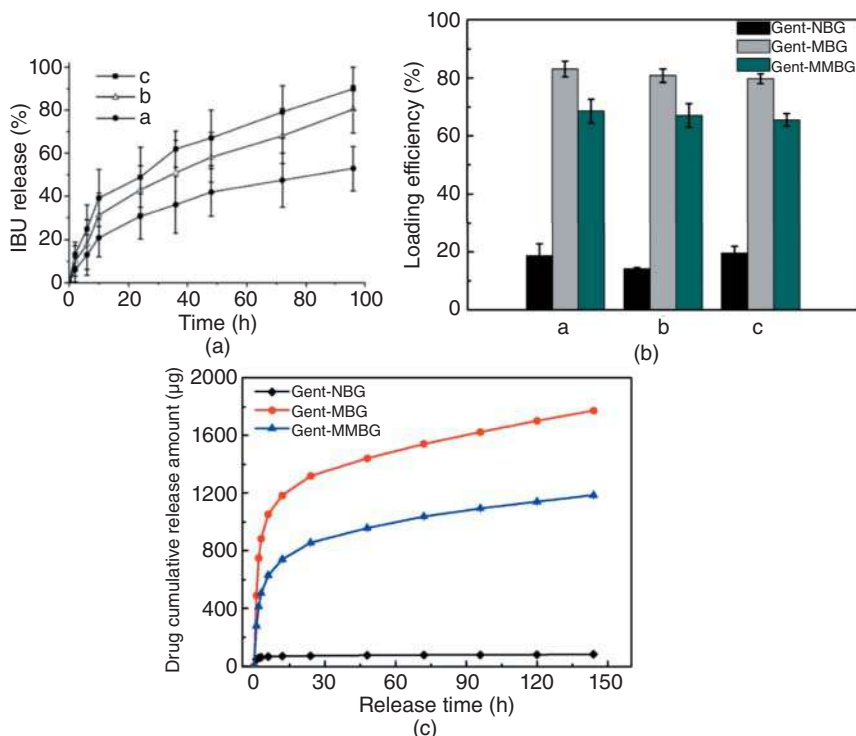 100
80
60
40
20
0
IBU release (%)
c
b
a
0 20 40 60 80 100
Time (h)
(a)
100
80
60
40
20
0
Loading efficiency (%)
Gent-NBG
Gent-MBG
Gent-MMBG
a b c
(b)
2000
1600
1200
800
400
0
Drug cumulative release amount (µg)
Gent-NBG
Gent-MBG
Gent-MMBG
0 30 60 90 120 150
Release time (h)
(c)